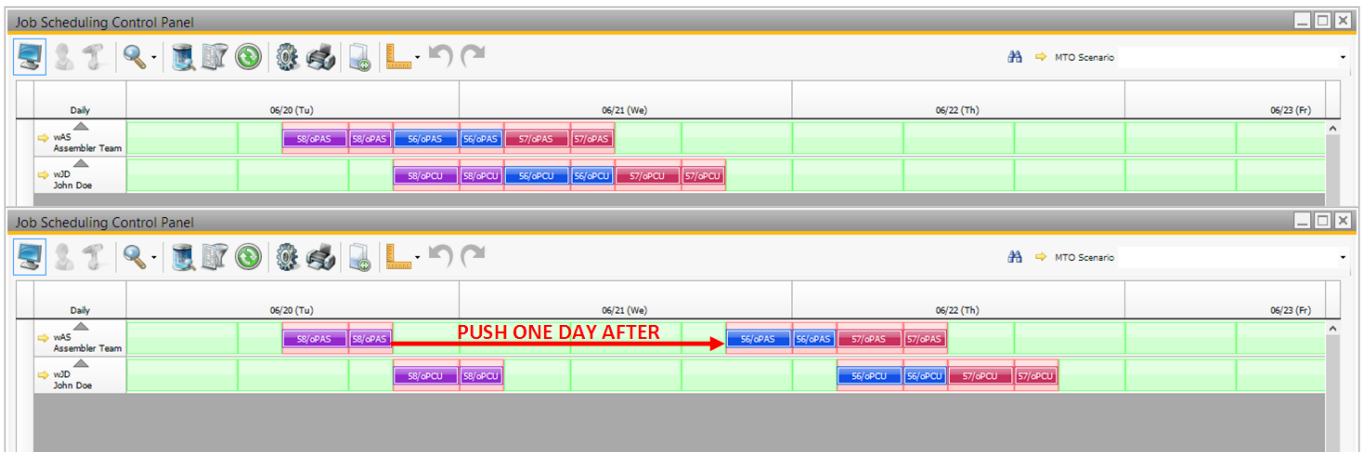 Job Scheduling Control Panel
MTO Scenario
Daily 06/20 (Tu) 06/21 (We) 06/22 (Th) 06/23 (Fr)
wAS 58/oPAS 58/oPAS 56/oPAS 56/oPAS 57/oPAS 57/oPAS
Assembler Team
wJD 58/oPCU 58/oPCU 56/oPCU 56/oPCU 57/oPCU 57/oPCU
John Doe
Job Scheduling Control Panel
MTO Scenario
Daily 06/20 (Tu) 06/21 (We) 06/22 (Th) 06/23 (Fr)
wAS 58/oPAS 58/oPAS PUSH ONE DAY AFTER 56/oPAS 56/oPAS 57/oPAS 57/oPAS
Assembler Team
wJD 58/oPCU 58/oPCU 56/oPCU 56/oPCU 57/oPCU 57/oPCU
John Doe